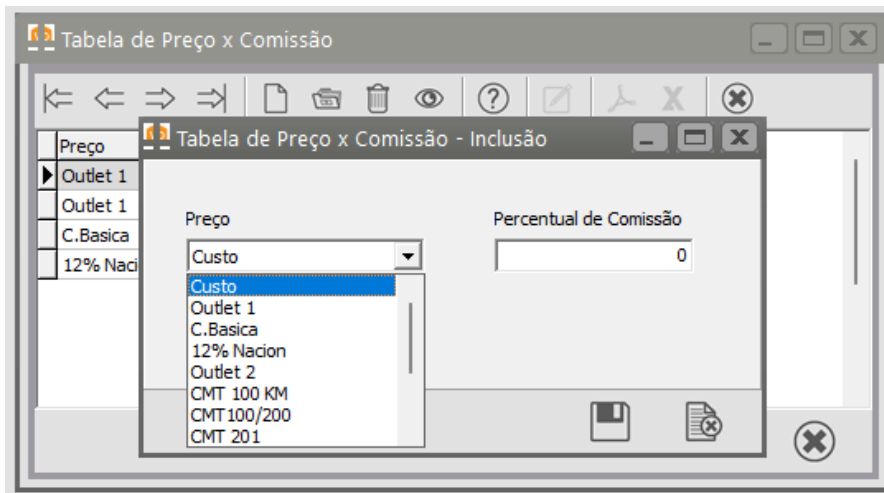 Tabela de Preço x Comissão
Preço
Outlet 1
Outlet 1
C.Basica
12% Naci
Tabela de Preço x Comissão - Inclusão
Preço
Percentual de Comissão
Custo
0
Custo
Outlet 1
C.Basica
12% Nacion
Outlet 2
CMT 100 KM
CMT100/200
CMT 201